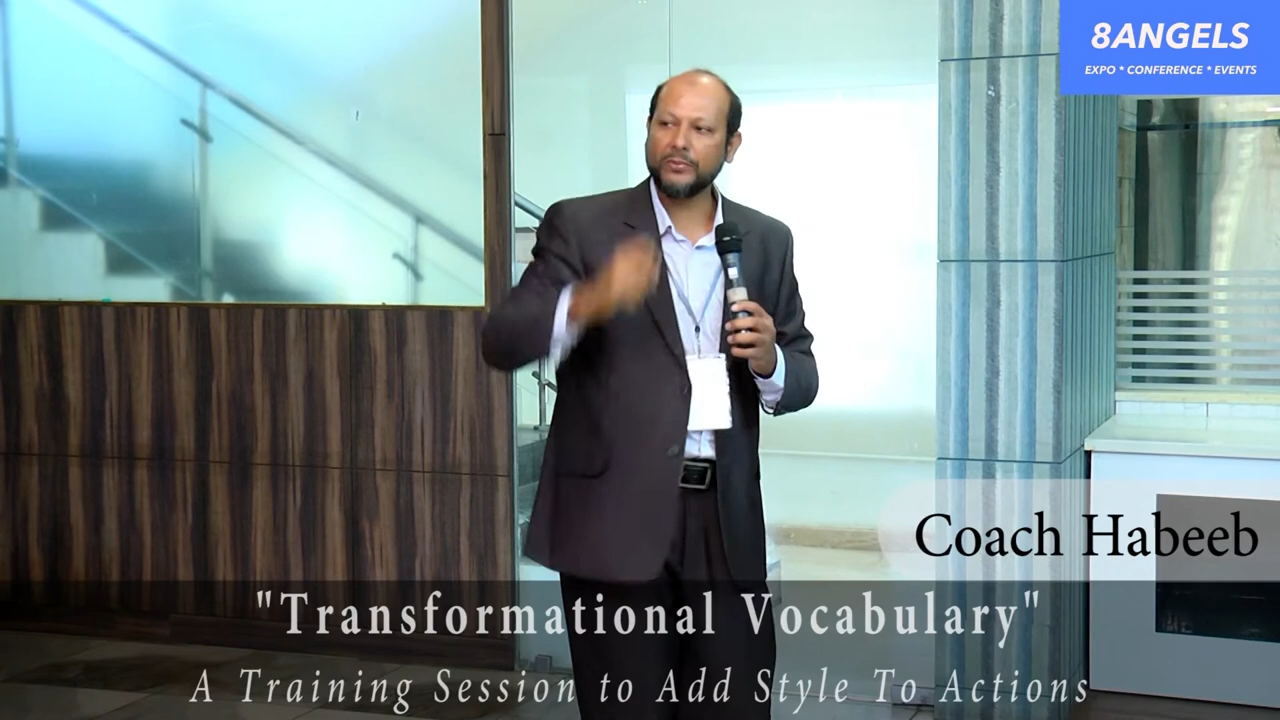 8ANGELS
EXPO * CONFERENCE * EVENTS
Coach Habeeb
"Transformational Vocabulary"
A Training Session to Add Style To Actions